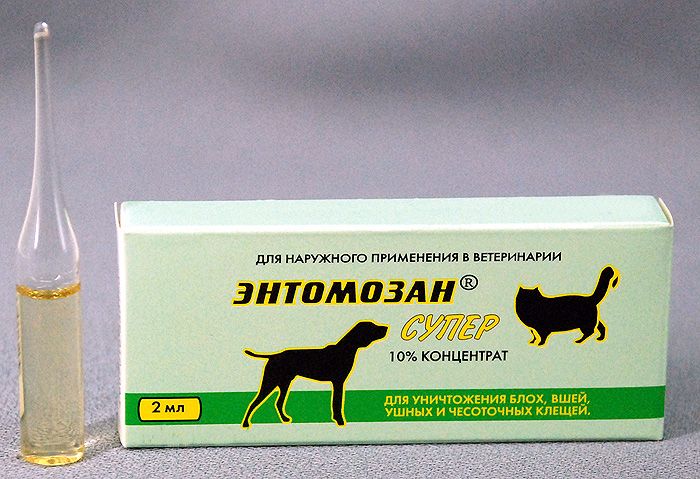 ДЛЯ НАРУЖНОГО ПРИМЕНЕНИЯ В ВЕТЕРИНАРИИ
ЭНТОМОЗАН®
СУПЕР
10% КОНЦЕНТРАТ
2 мл
ДЛЯ УНИЧТОЖЕНИЯ БЛОХ, ВШЕЙ,
УШНЫХ И ЧЕСОТОЧНЫХ КЛЕЩЕЙ.